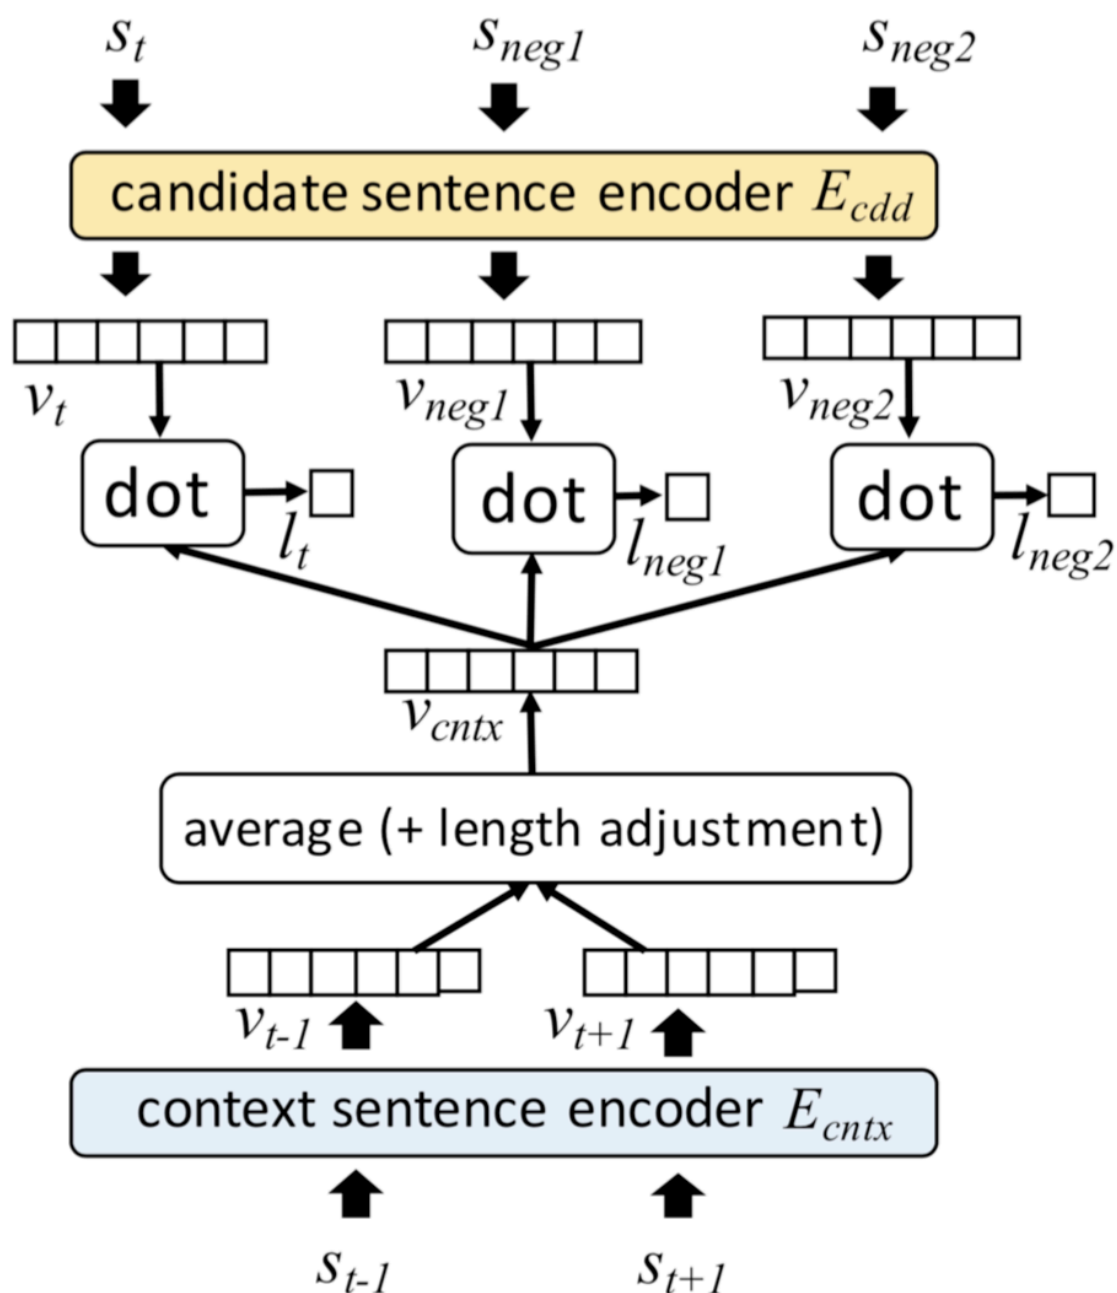 s_t s_neg1 s_neg2
candidate sentence encoder E_cdd
v_t v_neg1 v_neg2
dot dot dot
l_t l_neg1 l_neg2
v_cntx
average (+ length adjustment)
v_t-1 v_t+1
context sentence encoder E_cntx
s_t-1 s_t+1